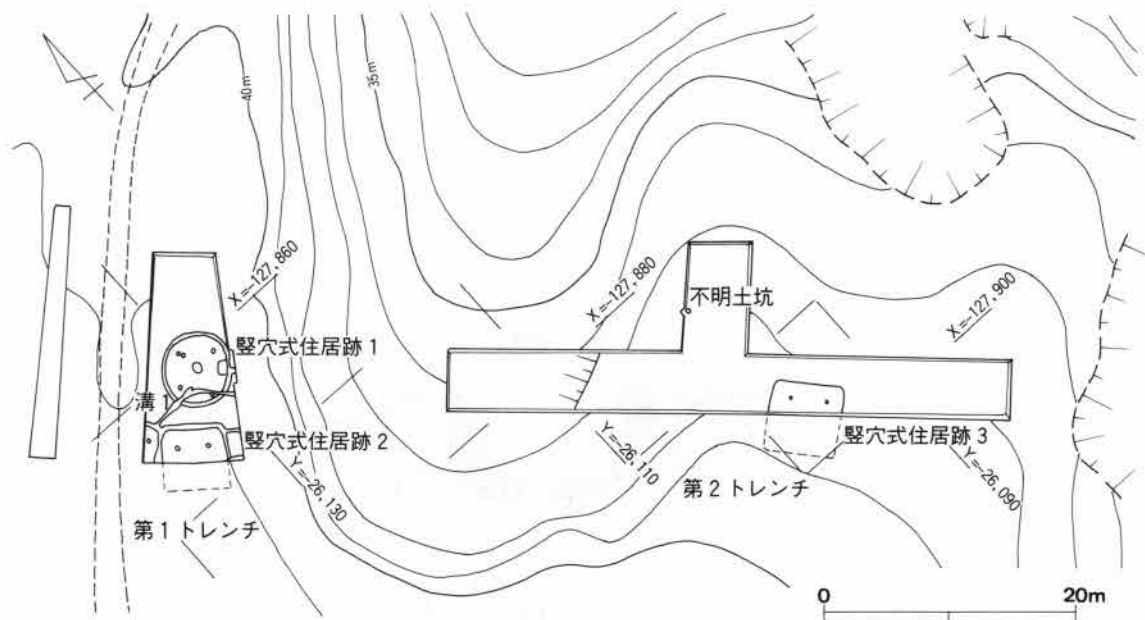 40m
35m
X=-127,860
X=-127,880
X=-127,900
不明土坑
竪穴式住居跡1
溝1
竪穴式住居跡2
竪穴式住居跡3
Y=-26,130
Y=-26,110
Y=-26,090
第1トレンチ
第2トレンチ
0
20m